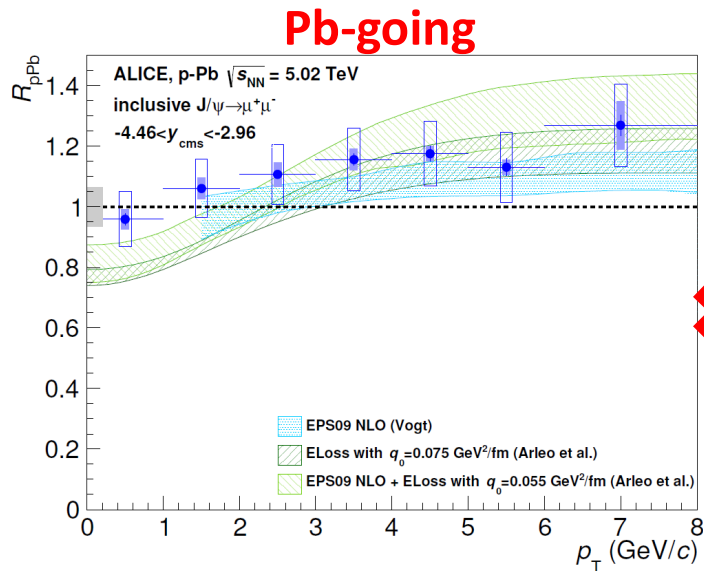 Pb-going
ALICE, p-Pb √sNN = 5.02 TeV
inclusive J/ψ→μ+μ-
-4.46<ycms<-2.96
RpPb
1.4
1.2
1
0.8
0.6
0.4
0.2
0
EPS09 NLO (Vogt)
ELoss with q0=0.075 GeV2/fm (Arleo et al.)
EPS09 NLO + ELoss with q0=0.055 GeV2/fm (Arleo et al.)
0 1 2 3 4 5 6 7 8
pT (GeV/c)